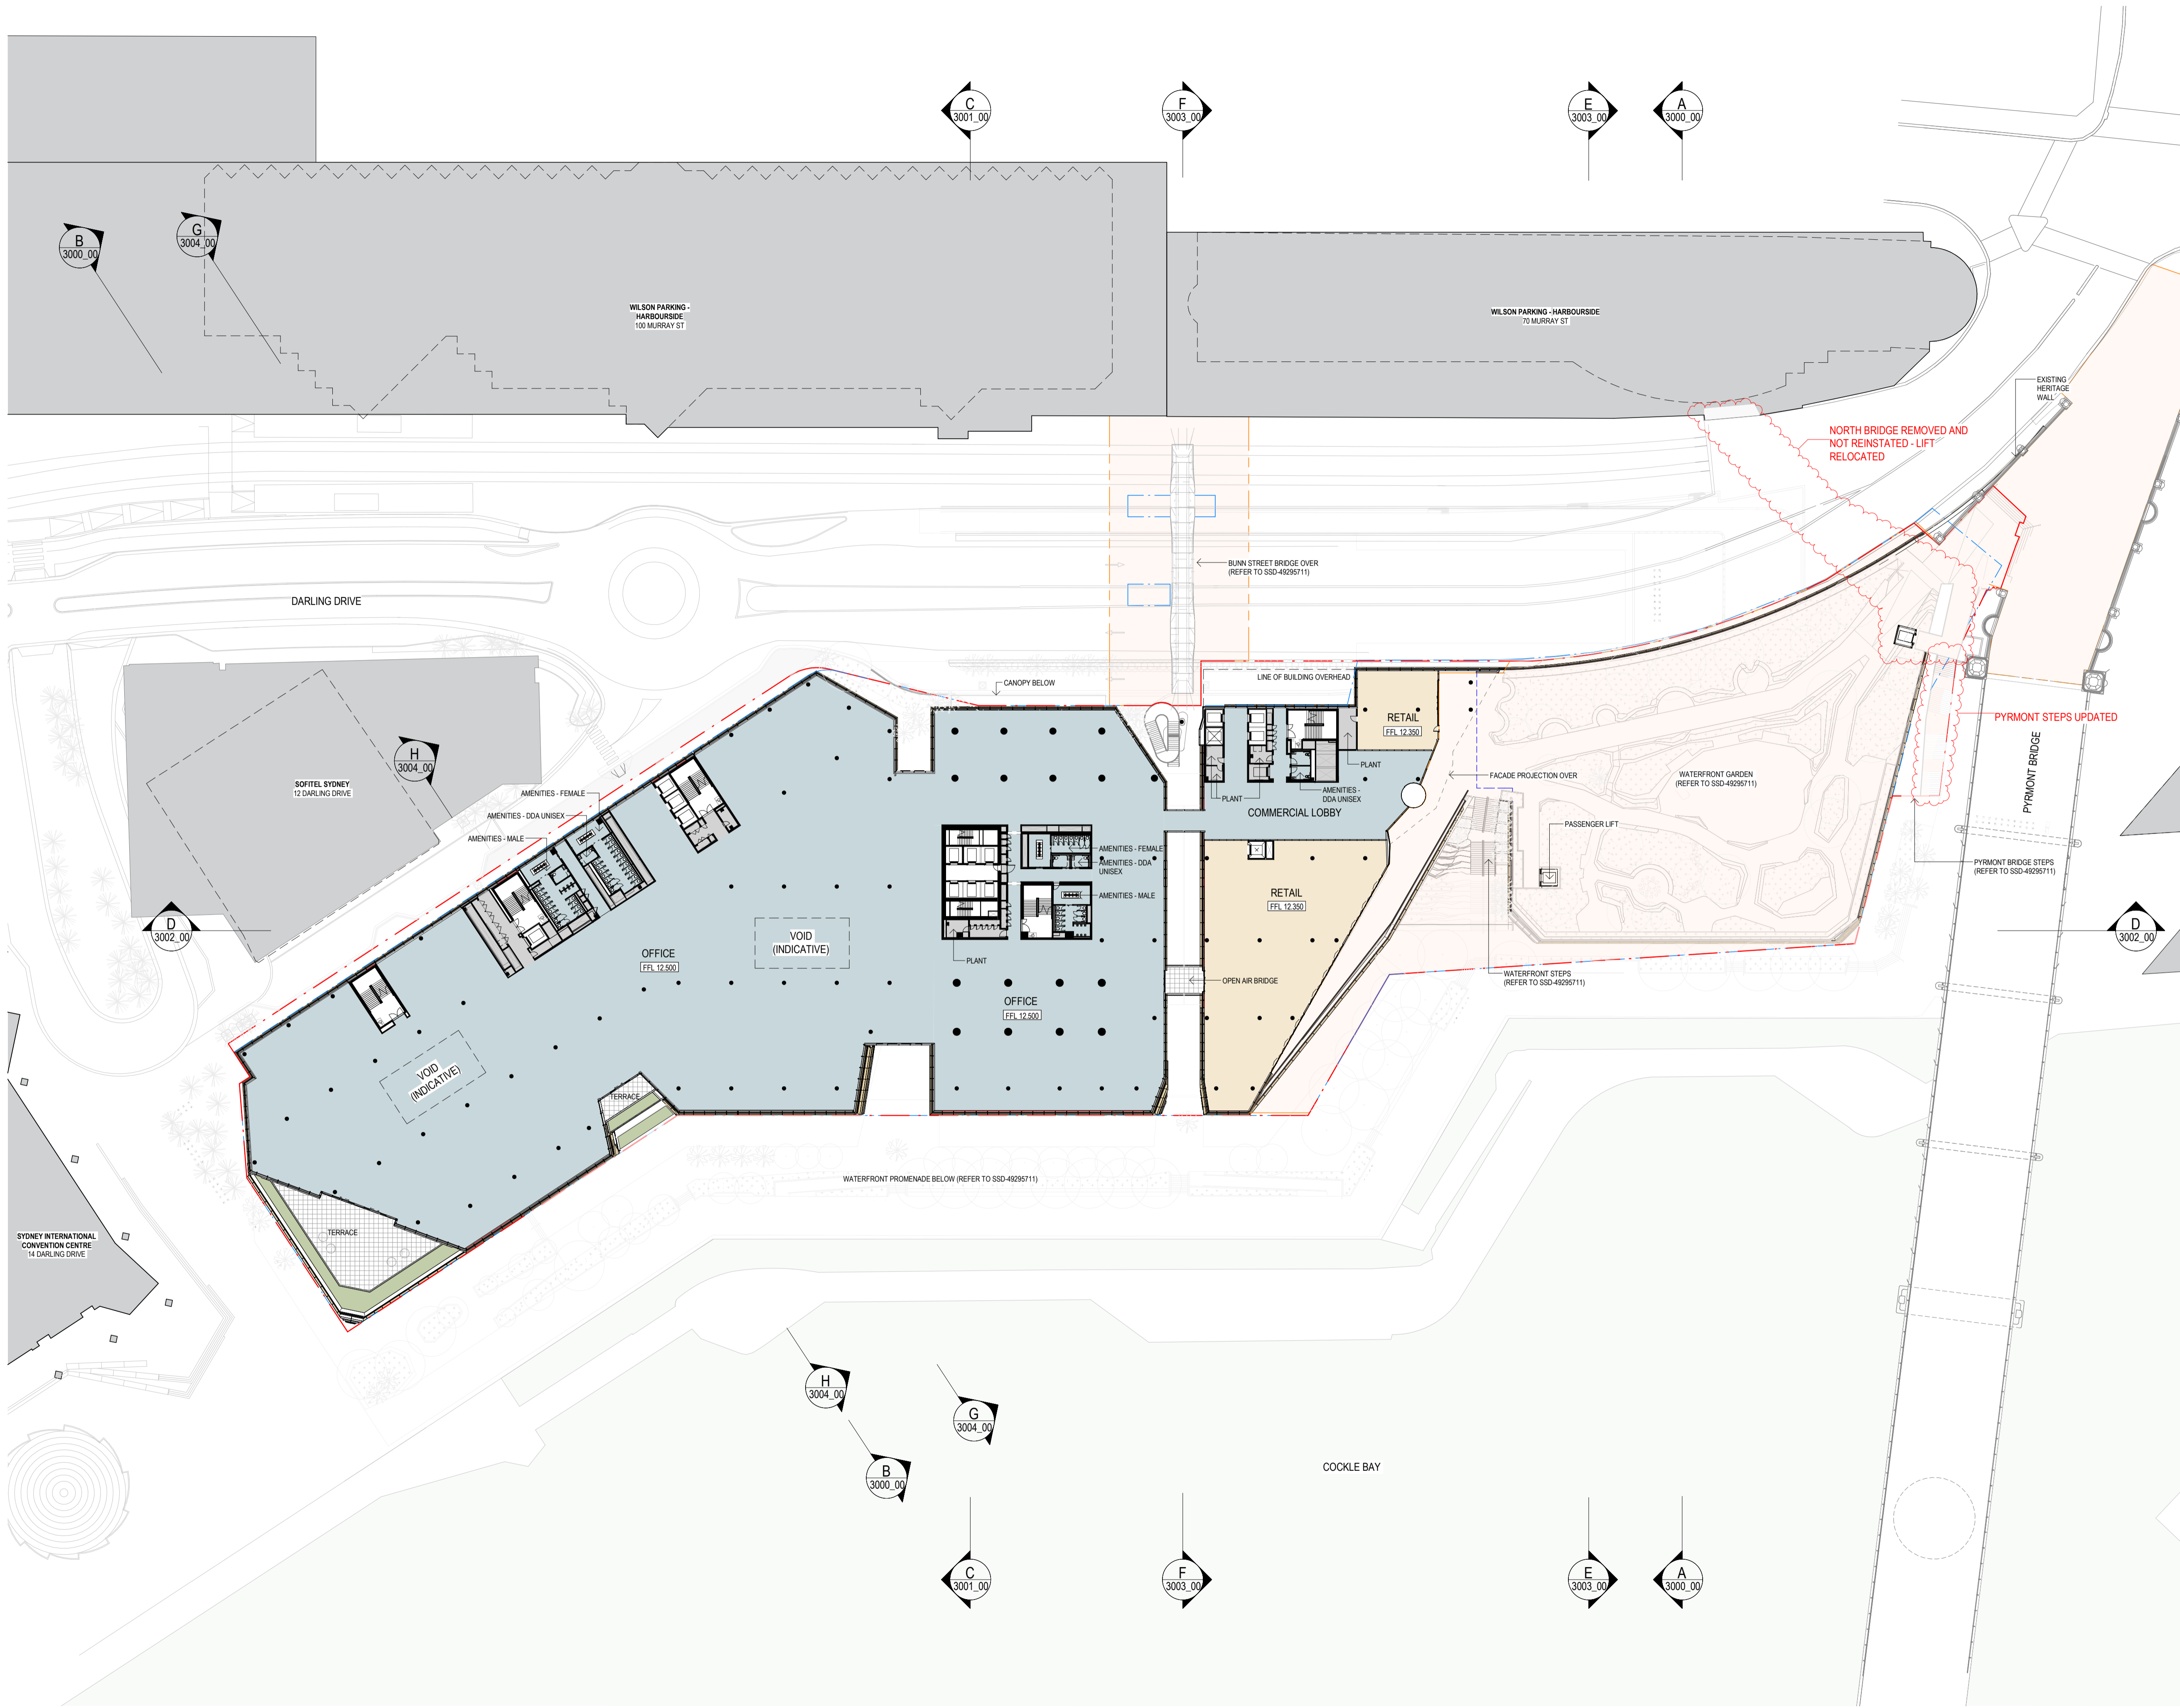 C
3001_00
F
3003_00
E
3003_00
A
3000_00
B
3000_00
G
3004_00
WILSON PARKING -
HARBOURSIDE
100 MURRAY ST
WILSON PARKING - HARBOURSIDE
70 MURRAY ST
EXISTING
HERITAGE
WALL
NORTH BRIDGE REMOVED AND
NOT REINSTATED - LIFT
RELOCATED
BUNN STREET BRIDGE OVER
(REFER TO SSD-49295711)
DARLING DRIVE
CANOPY BELOW
LINE OF BUILDING OVERHEAD
RETAIL
FFL 12.350
PYRMONT STEPS UPDATED
PYRMONT BRIDGE
H
3004_00
SOFITEL SYDNEY
12 DARLING DRIVE
AMENITIES - FEMALE
AMENITIES - DDA UNISEX
AMENITIES - MALE
PLANT
FACADE PROJECTION OVER
WATERFRONT GARDEN
(REFER TO SSD-49295711)
PLANT
AMENITIES -
DDA UNISEX
COMMERCIAL LOBBY
PASSENGER LIFT
AMENITIES - FEMALE
AMENITIES - DDA
UNISEX
AMENITIES - MALE
PYRMONT BRIDGE STEPS
(REFER TO SSD-49295711)
RETAIL
FFL 12.350
D
3002_00
D
3002_00
VOID
(INDICATIVE)
OFFICE
FFL 12.500
PLANT
OPEN AIR BRIDGE
WATERFRONT STEPS
(REFER TO SSD-49295711)
OFFICE
FFL 12.500
VOID
(INDICATIVE)
TERRACE
WATERFRONT PROMENADE BELOW (REFER TO SSD-49295711)
TERRACE
SYDNEY INTERNATIONAL
CONVENTION CENTRE
14 DARLING DRIVE
H
3004_00
G
3004_00
B
3000_00
COCKLE BAY
C
3001_00
F
3003_00
E
3003_00
A
3000_00